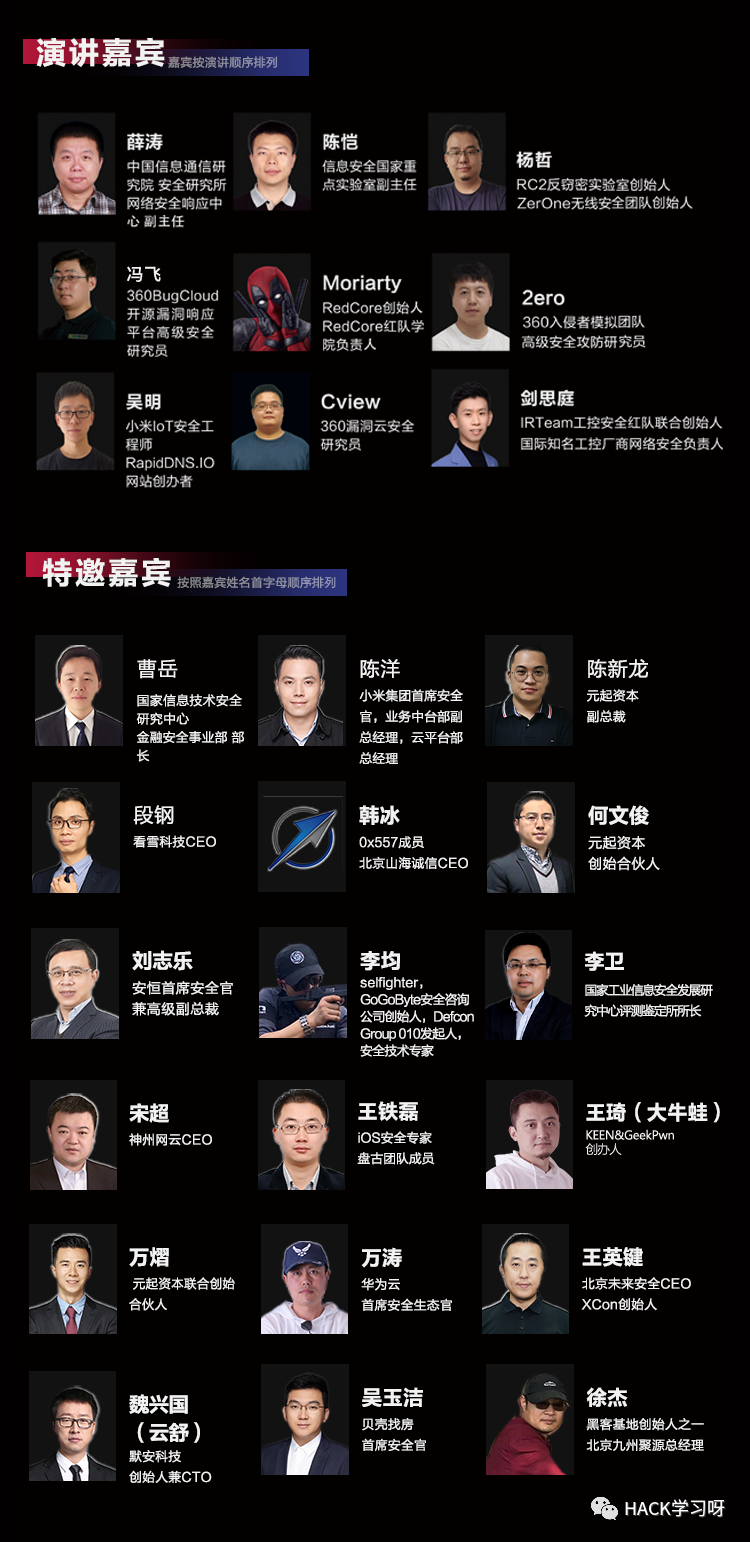 演讲嘉宾
嘉宾按演讲顺序排列
薛涛
中国信息通信研
究院 安全研究所
网络安全响应中
心 副主任
陈恺
信息安全国家重
点实验室副主任
杨哲
RC2反窃密实验室创始人
ZerOne无线安全团队创始人
冯飞
360BugCloud
开源漏洞响应
平台高级安全
研究员
Moriarty
RedCore创始人
RedCore红队学
院负责人
2ero
360入侵者模拟团队
高级安全攻防研究员
吴明
小米IoT安全工
程师
RapidDNS.IO
网站创办者
Cview
360漏洞云安全
研究员
剑思庭
IRTeam工控安全红队联合创始人
国际知名工控厂商网络安全负责人
特邀嘉宾
按照嘉宾姓名首字母顺序排列
曹岳
国家信息技术安全
研究中心
金融安全事业部 部
长
陈洋
小米集团首席安全
官，业务中台部副
总经理，云平台部
总经理
陈新龙
元起资本
副总裁
段钢
看雪科技CEO
韩冰
0x557成员
北京山海诚信CEO
何文俊
元起资本
创始合伙人
刘志乐
安恒首席安全官
兼高级副总裁
李均
selfighter，
GoGoByte安全咨询
公司创始人，Defcon
Group 010发起人，
安全技术专家
李卫
国家工业信息安全发展研
究中心评测鉴定所所长
宋超
神州网云CEO
王铁磊
iOS安全专家
盘古团队成员
王琦（大牛蛙）
KEEN&GeekPwn
创办人
万熠
元起资本联合创始
合伙人
万涛
华为云
首席安全生态官
王英键
北京未来安全CEO
XCon创始人
魏兴国
（云舒）
默安科技
创始人兼CTO
吴玉洁
贝壳找房
首席安全官
徐杰
黑客基地创始人之一
北京九州聚源总经理
HACK学习呀